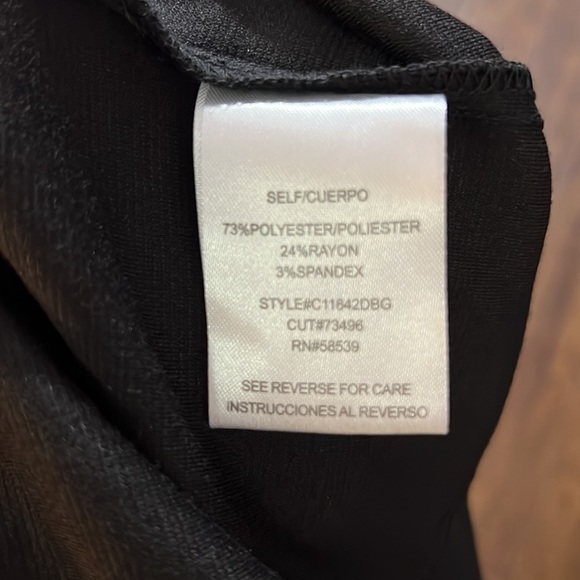 SELF/CUERPO
73%POLYESTER/POLIESTER
24%RAYON
3%SPANDEX
STYLE#C11642DBG
CUT#73496
RN#58539
SEE REVERSE FOR CARE
INSTRUCCIONES AL REVERSO